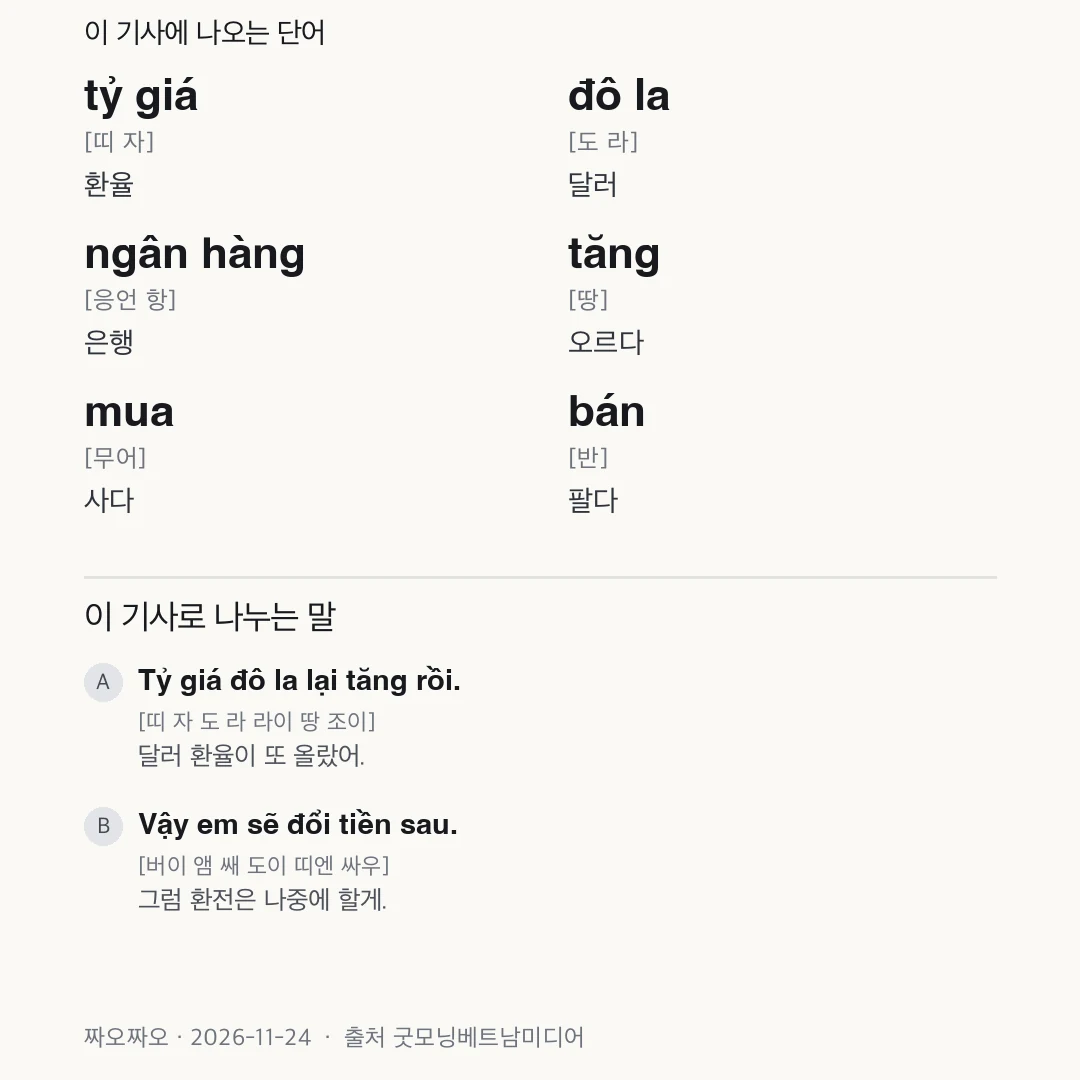 이 기사에 나오는 단어
tỷ giá
[띠 자]
환율
đô la
[도 라]
달러
ngân hàng
[응언 항]
은행
tăng
[땅]
오르다
mua
[무어]
사다
bán
[반]
팔다
이 기사로 나누는 말
A Tỷ giá đô la lại tăng rồi.
[띠 자 도 라 라이 땅 조이]
달러 환율이 또 올랐어.
B Vậy em sẽ đổi tiền sau.
[버이 앰 쌔 도이 띠엔 싸우]
그럼 환전은 나중에 할게.
짜오짜오 · 2026-11-24 · 출처 굿모닝베트남미디어